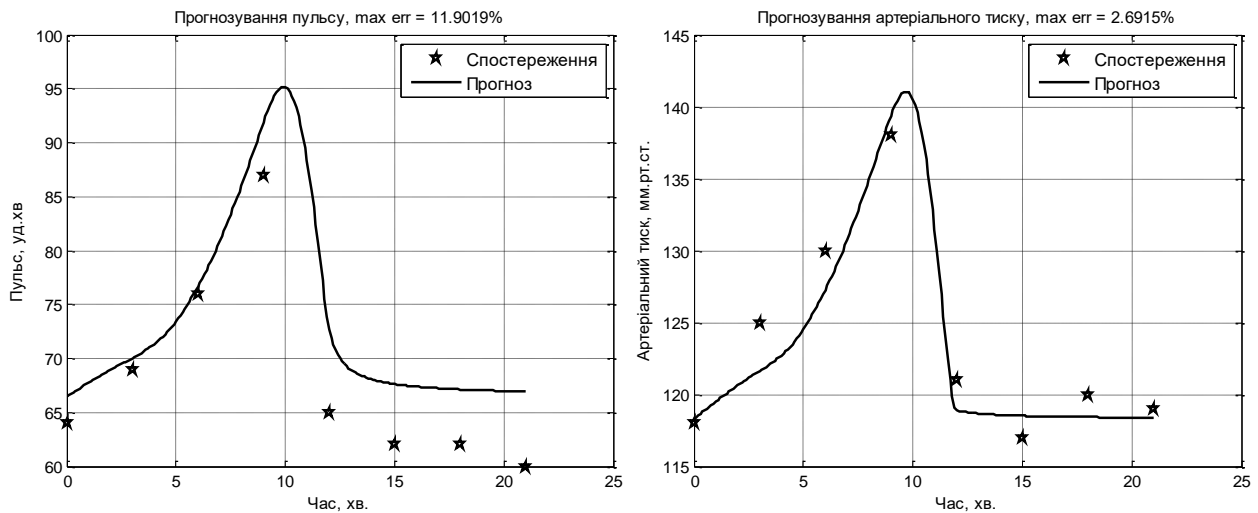 Прогнозування пульсу, max err = 11.9019%
100
95
90
85
80
75
70
65
60
Пульс, уд.хв
0 5 10 15 20 25
Час, хв.
Спостереження
Прогноз
Прогнозування артеріального тиску, max err = 2.6915%
145
140
135
130
125
120
115
Артеріальний тиск, мм.рт.ст.
0 5 10 15 20 25
Час, хв.
Спостереження
Прогноз